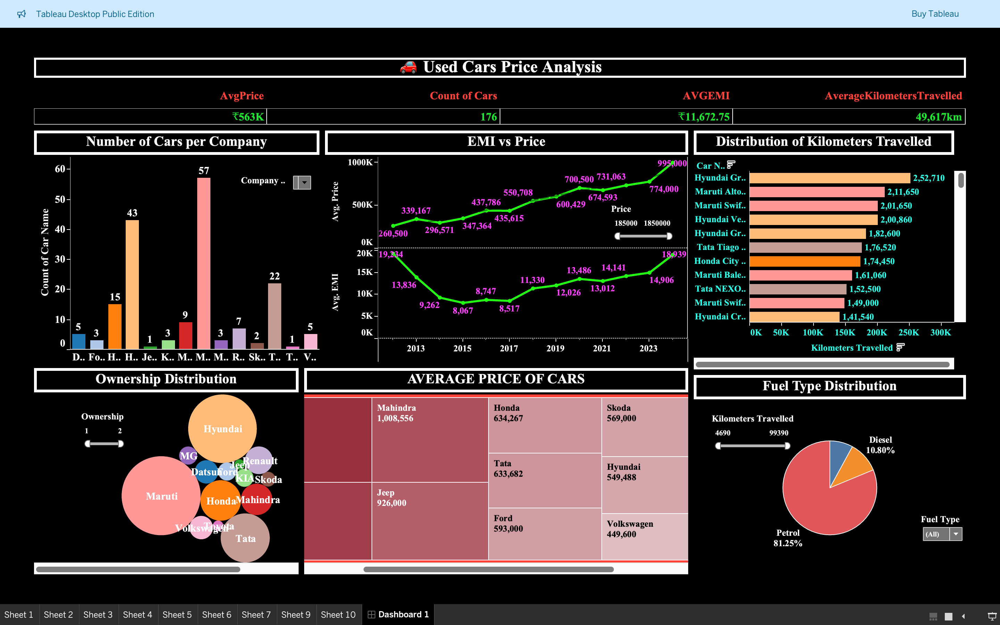 Tableau Desktop Public Edition
Buy Tableau
Used Cars Price Analysis
AvgPrice Count of Cars AVGEMI AverageKilometersTravelled
₹563K 176 ₹11,672.75 49,617km
Number of Cars per Company
Count of Car Name
60
50
40
30
20
10
0
Company ..
5 3 15 43 1 3 9 57 3 7 2 22 1 5
D.. Fo.. H.. H.. Je.. K.. M.. M.. M.. R.. Sk.. T.. T.. V..
EMI vs Price
Avg. Price
1000K
500K
0K
260,500
339,167
296,571
347,364
437,786
435,615
550,708
600,429
700,500
674,593
731,063
774,000
995,000
Price
185000 1850000
Avg. EMI
20K
15K
10K
5K
0K
19,234
13,836
9,262
8,067
8,747
8,517
11,330
12,026
13,486
13,012
14,141
14,906
18,939
2013 2015 2017 2019 2021 2023
Distribution of Kilometers Travelled
Car N..
Hyundai Gr.. 2,52,710
Maruti Alto.. 2,11,650
Maruti Swif.. 2,01,650
Hyundai Ve.. 2,00,860
Hyundai Gr.. 1,82,600
Tata Tiago .. 1,76,520
Honda City .. 1,74,450
Maruti Bale.. 1,61,060
Tata NEXO.. 1,52,500
Maruti Swif.. 1,49,000
Hyundai Cr.. 1,41,540
0K 50K 100K 150K 200K 250K 300K
Kilometers Travelled
Ownership Distribution
Ownership
1 2
Hyundai
MG
Renault
Jeep
Datsun
Ford
KIA
Skoda
Maruti
Honda
Mahindra
Volkswagen
Toyota
Tata
AVERAGE PRICE OF CARS
Mahindra
1,008,556
Jeep
926,000
Honda
634,267
Tata
633,682
Ford
593,000
Skoda
569,000
Hyundai
549,488
Volkswagen
449,600
Fuel Type Distribution
Kilometers Travelled
4690 99390
Diesel
10.80%
Petrol
81.25%
Fuel Type
(All)
Sheet 1 Sheet 2 Sheet 3 Sheet 4 Sheet 5 Sheet 6 Sheet 7 Sheet 9 Sheet 10 Dashboard 1